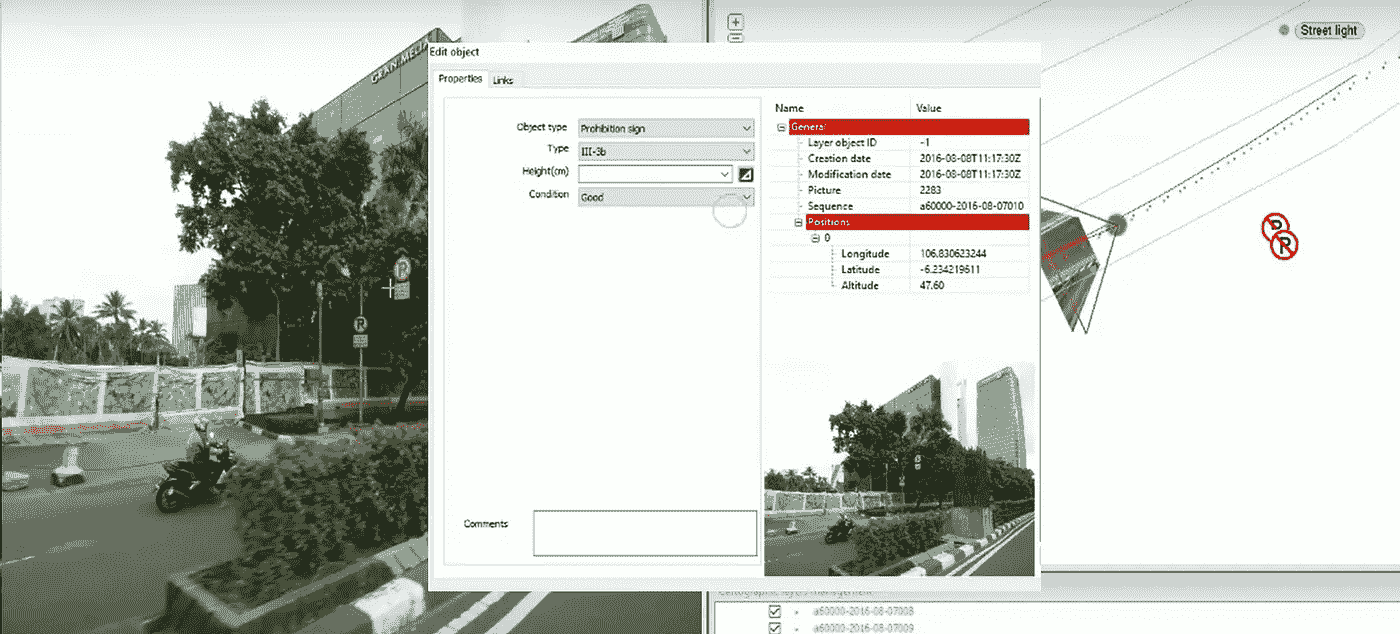 Street light
Edit object
Properties
Links
Object type
Prohibition sign
Type
III-3b
Height(cm)
Condition
Good
Comments
Name Value
General
Layer object ID -1
Creation date 2016-08-08T11:17:30Z
Modification date 2016-08-08T11:17:30Z
Picture 2283
Sequence a60000-2016-08-07010
Positions
0
Longitude 106.830623244
Latitude -6.234219611
Altitude 47.60
P
P
P
P
Cartographic layers management
a60000-2016-08-07008
a60000-2016-08-07009